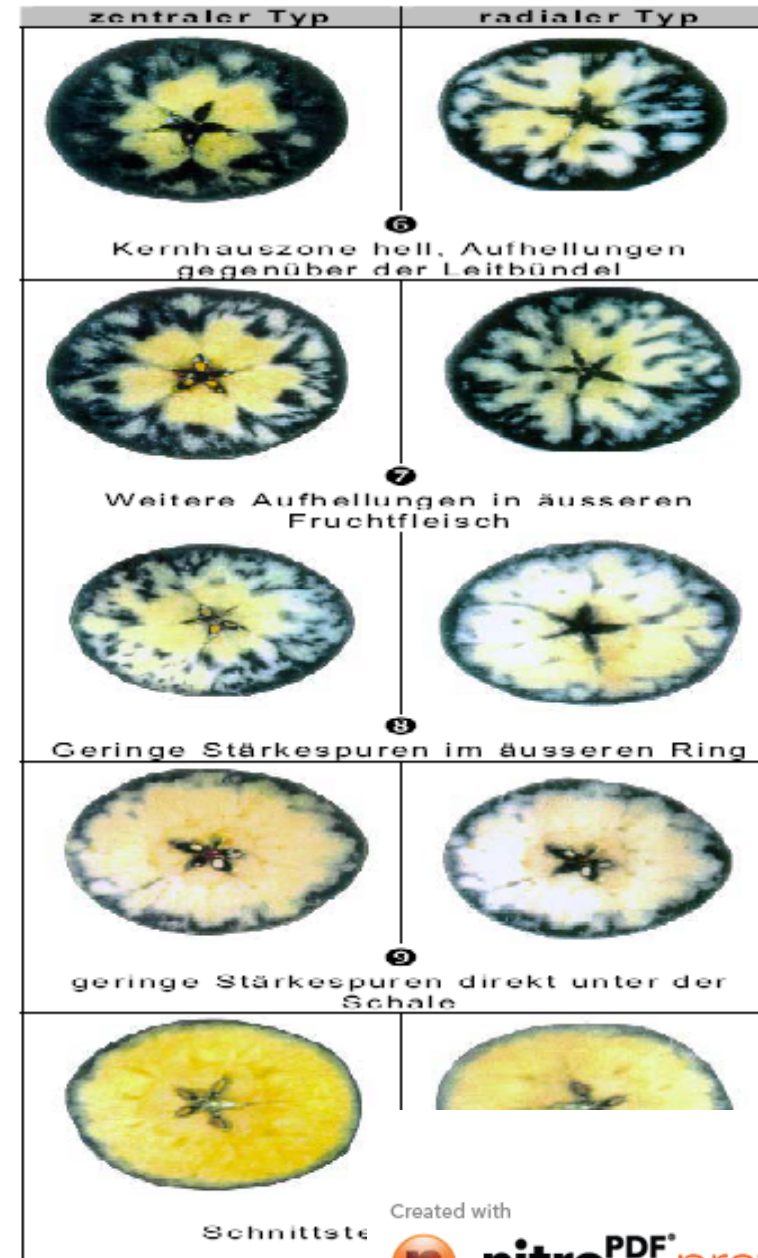 zentraler Typ
radialer Typ
6
Kernhauszone hell, Aufhellungen
gegenüber der Leitbündel
7
Weitere Aufhellungen in äusseren
Fruchtfleisch
8
Geringe Stärkespuren im äusseren Ring
9
geringe Stärkespuren direkt unter der
Schale
Created with
nitroPDF